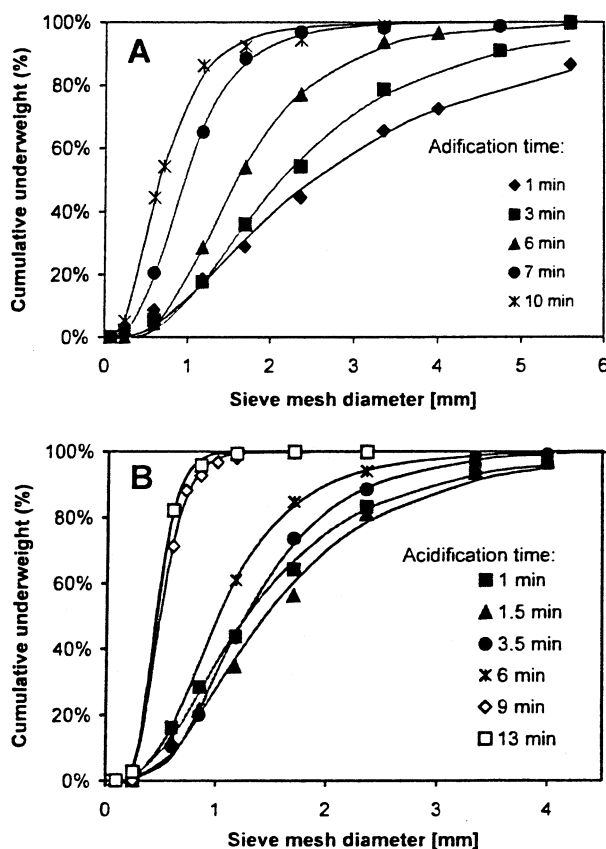 A
Cumulative underweight (%)
100%
80%
60%
40%
20%
0%
Adification time:
1 min
3 min
6 min
7 min
10 min
0 1 2 3 4 5 6
Sieve mesh diameter [mm]
B
Cumulative underweight (%)
100%
80%
60%
40%
20%
0%
Acidification time:
1 min
1.5 min
3.5 min
6 min
9 min
13 min
0 1 2 3 4
Sieve mesh diameter [mm]